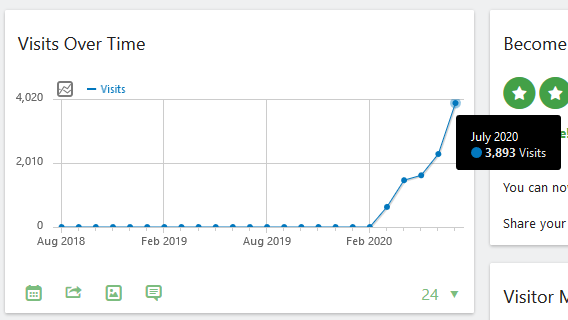 Visits Over Time
Visits
4,020
2,010
0
Aug 2018
Feb 2019
Aug 2019
Feb 2020
July 2020
3,893 Visits
24
Become
You can
Share your
Visitor